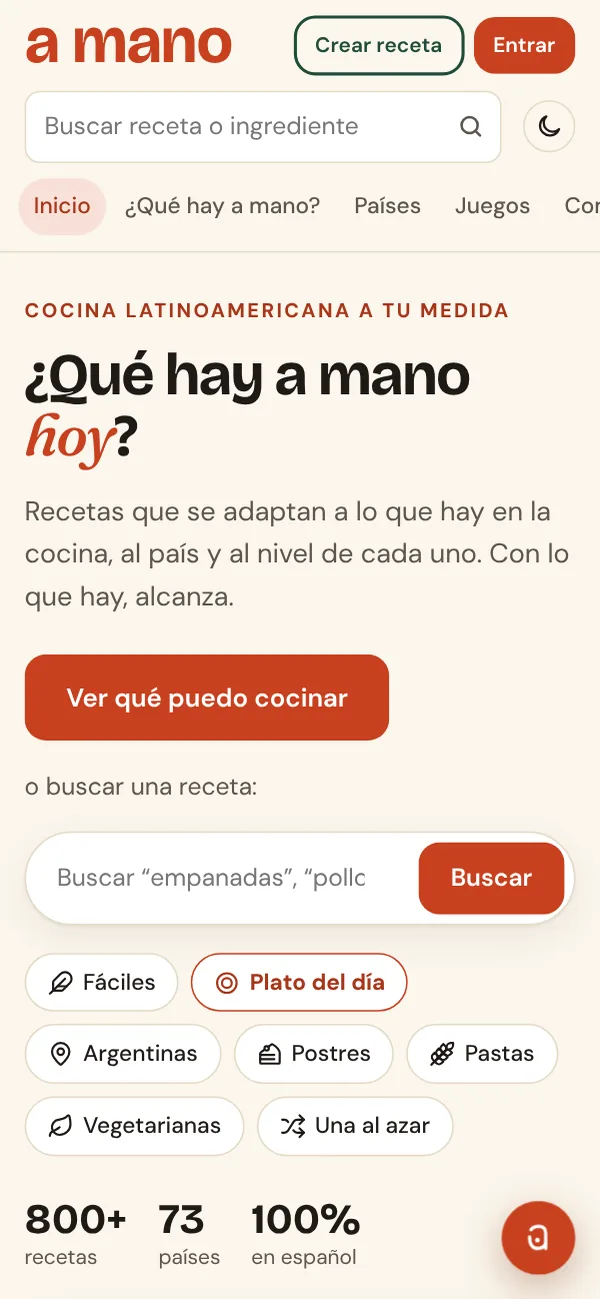 a mano
Crear receta
Entrar
Buscar receta o ingrediente
Inicio
¿Qué hay a mano?
Países
Juegos
COCINA LATINOAMERICANA A TU MEDIDA
¿Qué hay a mano
hoy?
Recetas que se adaptan a lo que hay en la
cocina, al país y al nivel de cada uno. Con lo
que hay, alcanza.
Ver qué puedo cocinar
o buscar una receta:
Buscar “empanadas”,
Buscar
Fáciles
Plato del día
Argentinas
Postres
Pastas
Vegetarianas
Una al azar
800+
73
100%
recetas
países
en español
a